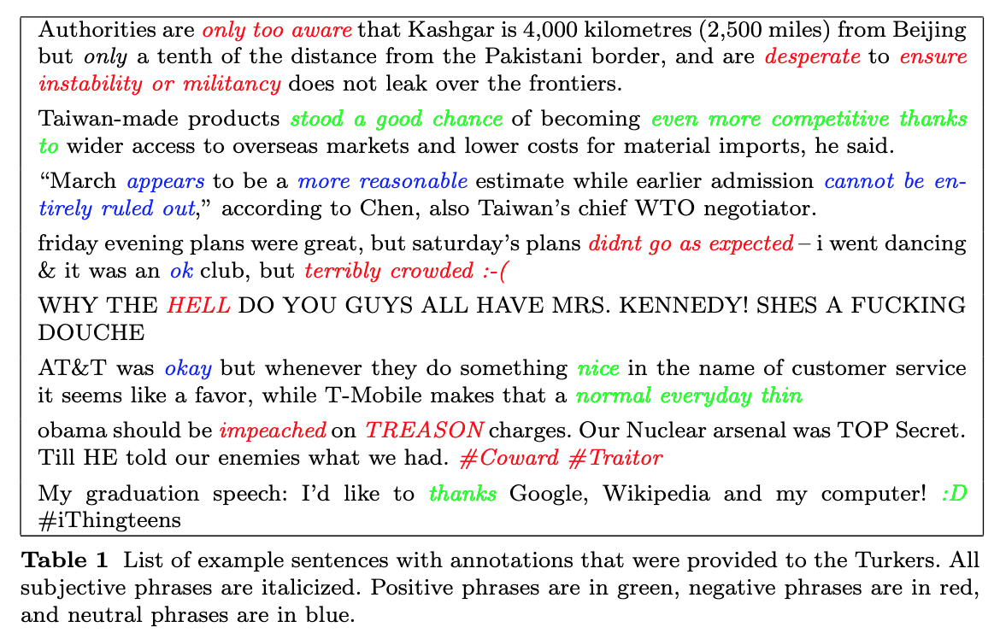 Authorities are only too aware that Kashgar is 4,000 kilometres (2,500 miles) from Beijing
but only a tenth of the distance from the Pakistani border, and are desperate to ensure
instability or militancy does not leak over the frontiers.
Taiwan-made products stood a good chance of becoming even more competitive thanks
to wider access to overseas markets and lower costs for material imports, he said.
“March appears to be a more reasonable estimate while earlier admission cannot be en-
tirely ruled out,” according to Chen, also Taiwan’s chief WTO negotiator.
friday evening plans were great, but saturday’s plans didnt go as expected – i went dancing
& it was an ok club, but terribly crowded :-(
WHY THE HELL DO YOU GUYS ALL HAVE MRS. KENNEDY! SHES A FUCKING
DOUCHE
AT&T was okay but whenever they do something nice in the name of customer service
it seems like a favor, while T-Mobile makes that a normal everyday thin
obama should be impeached on TREASON charges. Our Nuclear arsenal was TOP Secret.
Till HE told our enemies what we had. #Coward #Traitor
My graduation speech: I’d like to thanks Google, Wikipedia and my computer! :D
#iThingteens
Table 1 List of example sentences with annotations that were provided to the Turkers. All
subjective phrases are italicized. Positive phrases are in green, negative phrases are in red,
and neutral phrases are in blue.